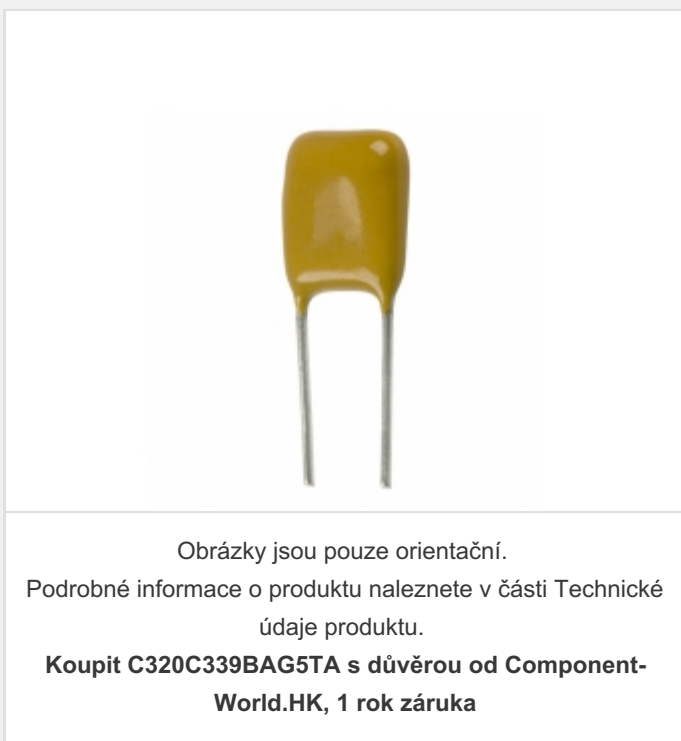 Obrázky jsou pouze orientační.
Podrobné informace o produktu naleznete v části Technické
údaje produktu.
Koupit C320C339BAG5TA s důvěrou od Component-
World.HK, 1 rok záruka